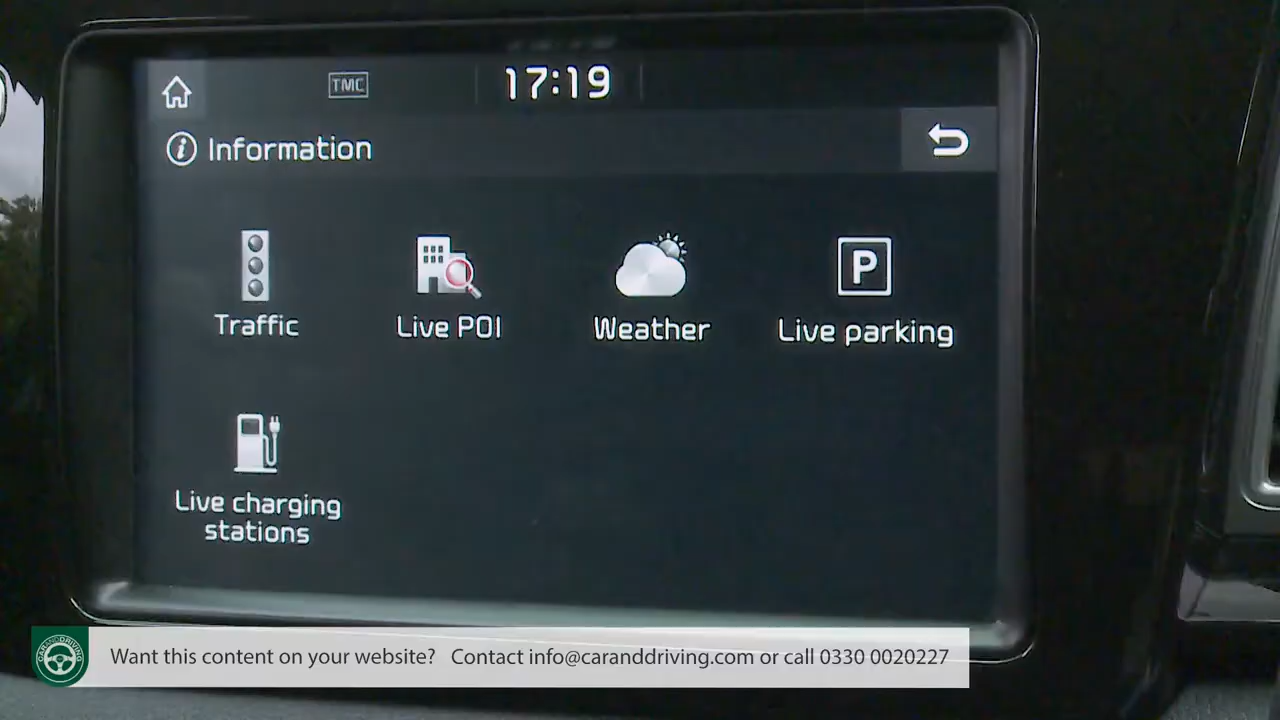 TMC
17:19
Information
Traffic
Live POI
Weather
P
Live parking
Live charging
stations
CARANDDRIVING
Want this content on your website? Contact info@caranddriving.com or call 0330 0020227